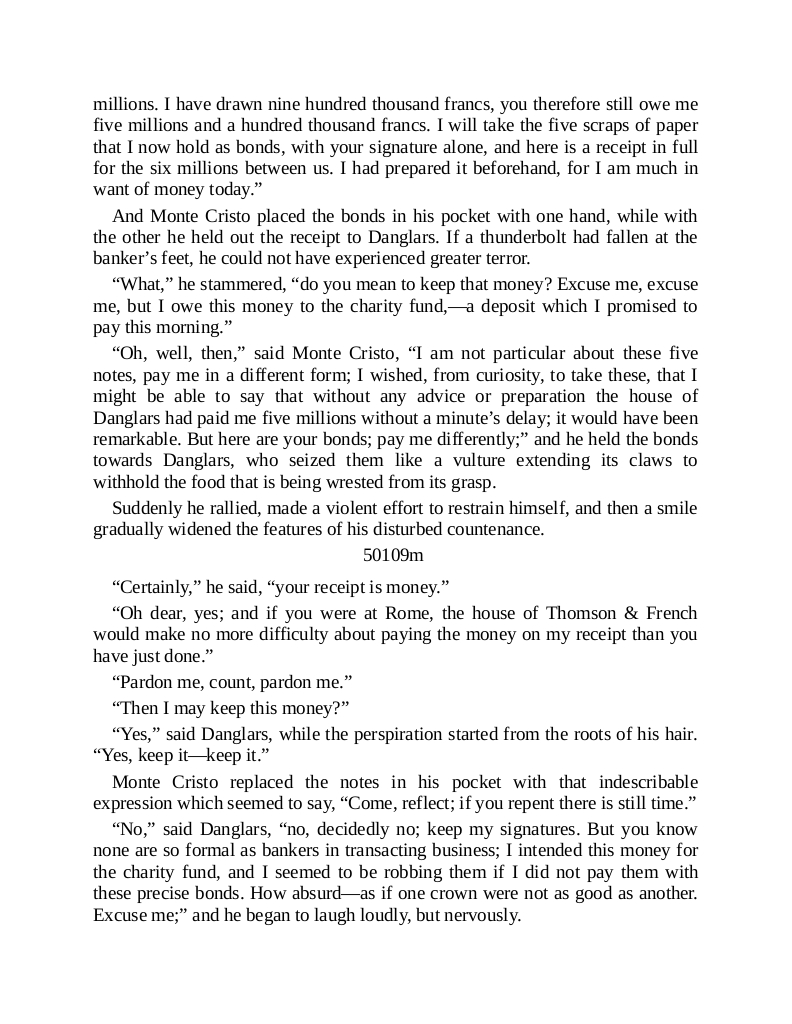 millions. I have drawn nine hundred thousand francs, you therefore still owe me
five millions and a hundred thousand francs. I will take the five scraps of paper
that I now hold as bonds, with your signature alone, and here is a receipt in full
for the six millions between us. I had prepared it beforehand, for I am much in
want of money today.”
And Monte Cristo placed the bonds in his pocket with one hand, while with
the other he held out the receipt to Danglars. If a thunderbolt had fallen at the
banker’s feet, he could not have experienced greater terror.
“What,” he stammered, “do you mean to keep that money? Excuse me, excuse
me, but I owe this money to the charity fund,—a deposit which I promised to
pay this morning.”
“Oh, well, then,” said Monte Cristo, “I am not particular about these five
notes, pay me in a different form; I wished, from curiosity, to take these, that I
might be able to say that without any advice or preparation the house of
Danglars had paid me five millions without a minute’s delay; it would have been
remarkable. But here are your bonds; pay me differently;” and he held the bonds
towards Danglars, who seized them like a vulture extending its claws to
withhold the food that is being wrested from its grasp.
Suddenly he rallied, made a violent effort to restrain himself, and then a smile
gradually widened the features of his disturbed countenance.
50109m
“Certainly,” he said, “your receipt is money.”
“Oh dear, yes; and if you were at Rome, the house of Thomson & French
would make no more difficulty about paying the money on my receipt than you
have just done.”
“Pardon me, count, pardon me.”
“Then I may keep this money?”
“Yes,” said Danglars, while the perspiration started from the roots of his hair.
“Yes, keep it—keep it.”
Monte Cristo replaced the notes in his pocket with that indescribable
expression which seemed to say, “Come, reflect; if you repent there is still time.”
“No,” said Danglars, “no, decidedly no; keep my signatures. But you know
none are so formal as bankers in transacting business; I intended this money for
the charity fund, and I seemed to be robbing them if I did not pay them with
these precise bonds. How absurd—as if one crown were not as good as another.
Excuse me;” and he began to laugh loudly, but nervously.